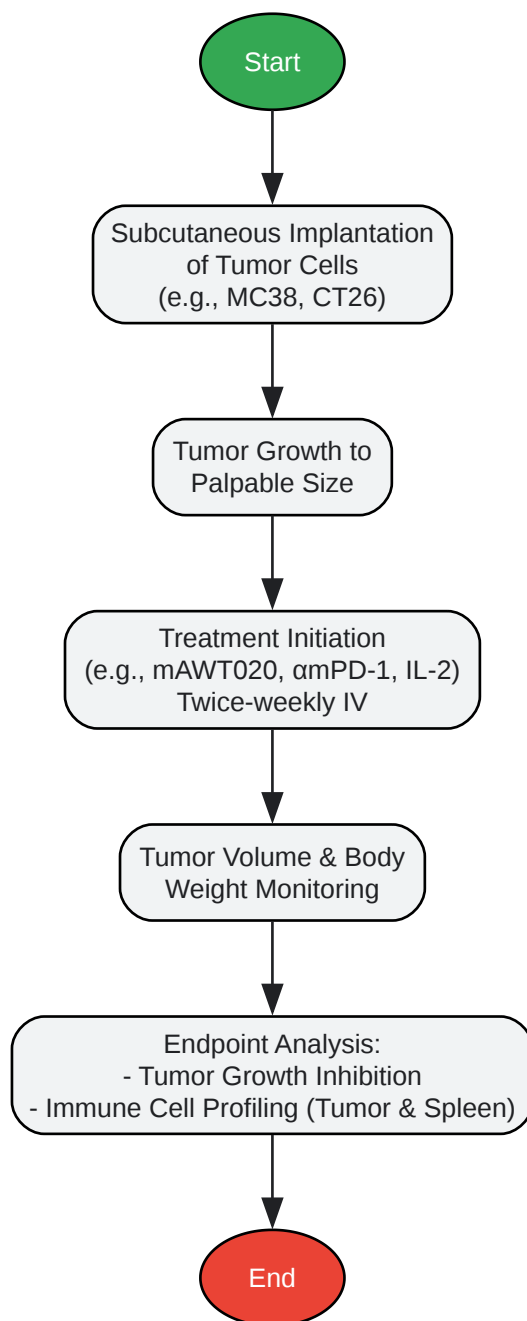 Start
Subcutaneous Implantation
of Tumor Cells
(e.g., MC38, CT26)
Tumor Growth to
Palpable Size
Treatment Initiation
(e.g., mAWT020, αmPD-1, IL-2)
Twice-weekly IV
Tumor Volume & Body
Weight Monitoring
Endpoint Analysis:
- Tumor Growth Inhibition
- Immune Cell Profiling (Tumor & Spleen)
End